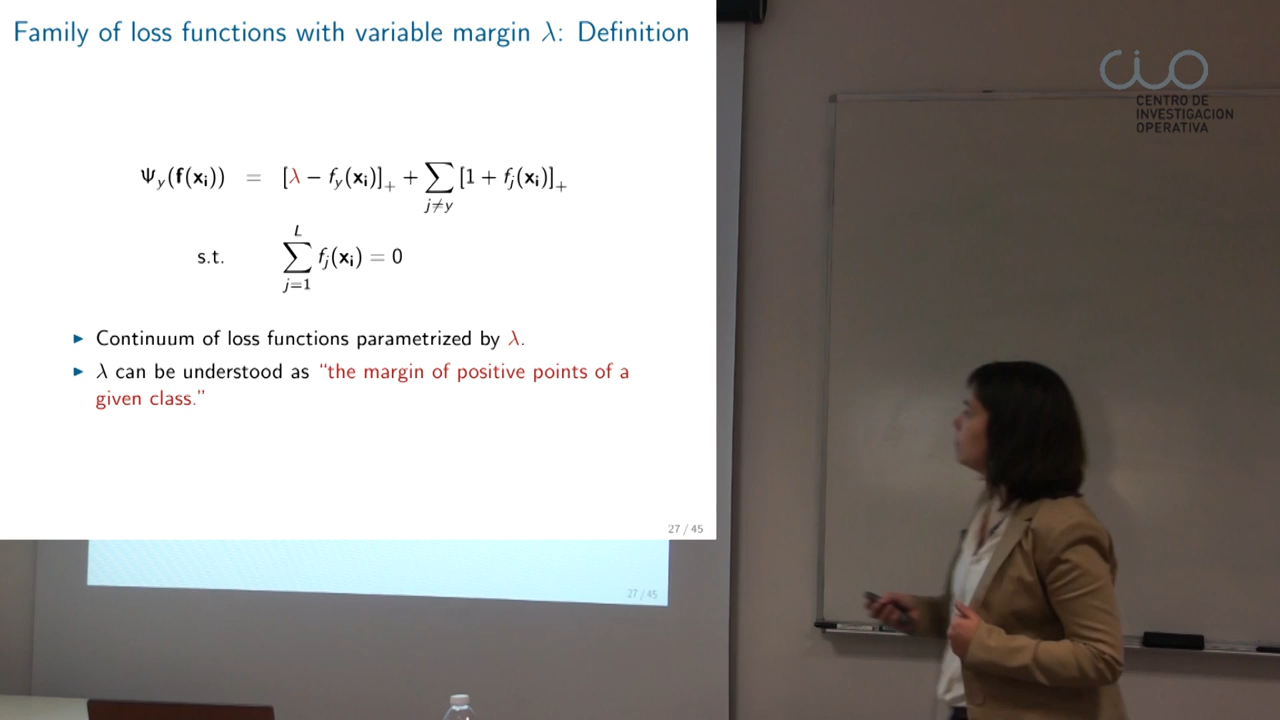 Family of loss functions with variable margin λ: Definition
Ψ_y(f(x_i)) = [λ − f_y(x_i)]_+ + ∑_{j≠y} [1 + f_j(x_i)]_+
s.t. ∑_{j=1}^{L} f_j(x_i) = 0
▶ Continuum of loss functions parametrized by λ.
▶ λ can be understood as “the margin of positive points of a
given class.”
27 / 45
27 / 45
CIO
CENTRO DE
INVESTIGACION
OPERATIVA